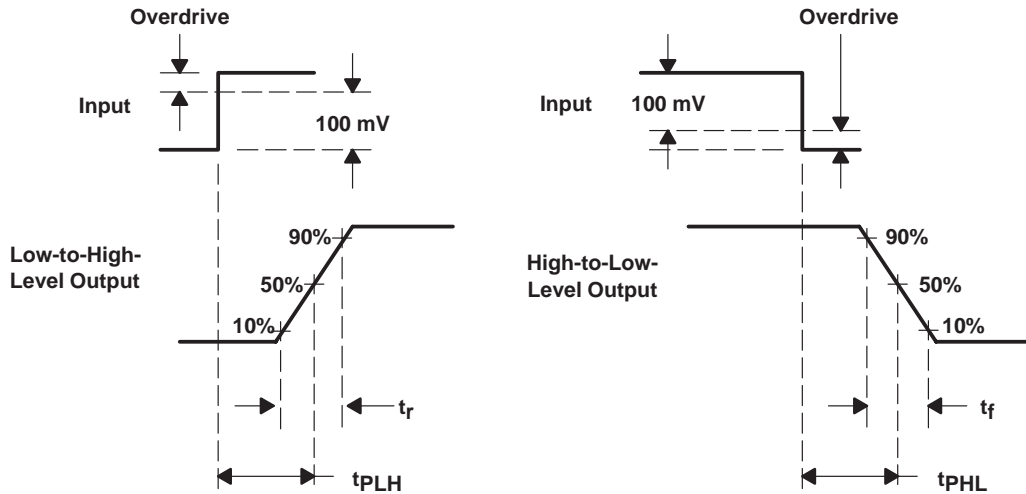 Overdrive
Input
100 mV
Low-to-High-
Level Output
90%
50%
10%
tr
tPLH
Overdrive
Input
100 mV
High-to-Low-
Level Output
90%
50%
10%
tf
tPHL